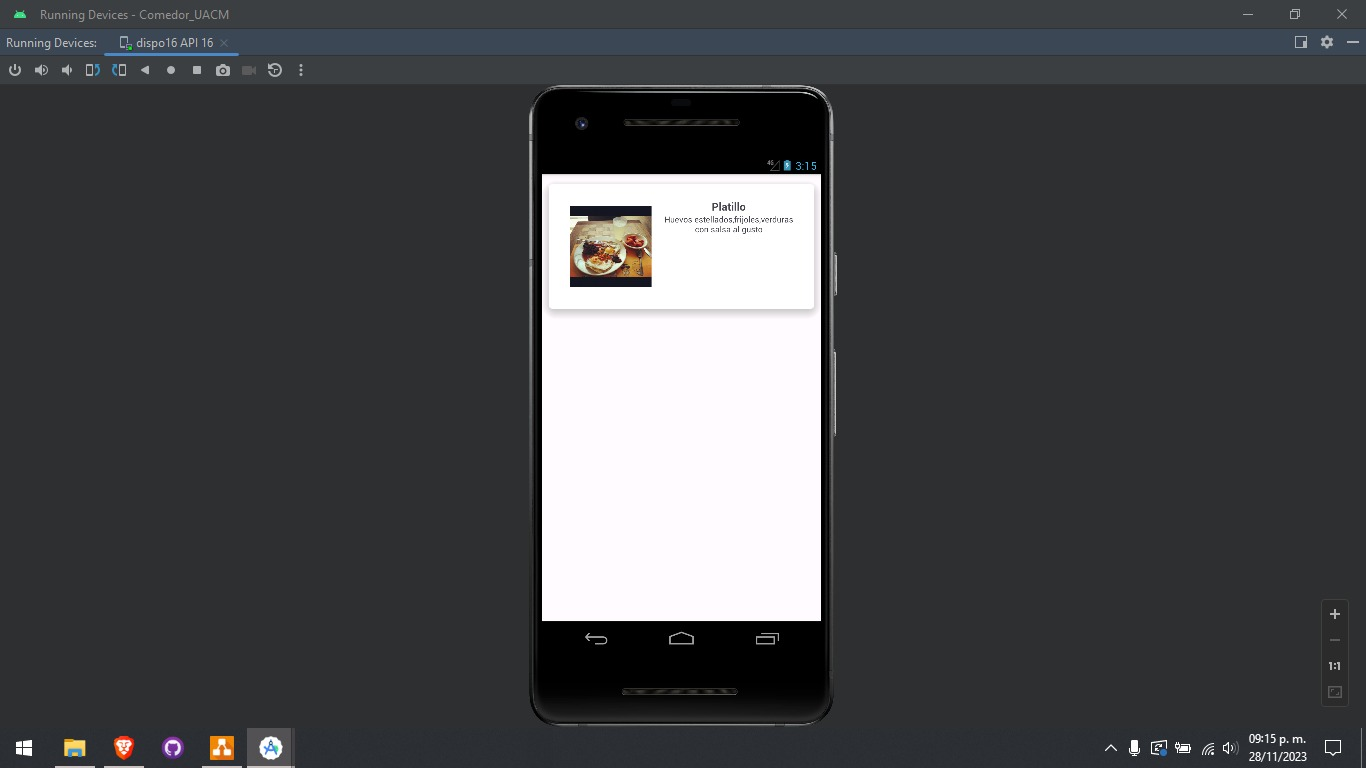 Running Devices - Comedor_UACM
Running Devices:
dispo16 API 16
4G
3:15
Platillo
Huevos estellados,frijoles,verduras
con salsa al gusto
1:1
09:15 p. m.
28/11/2023